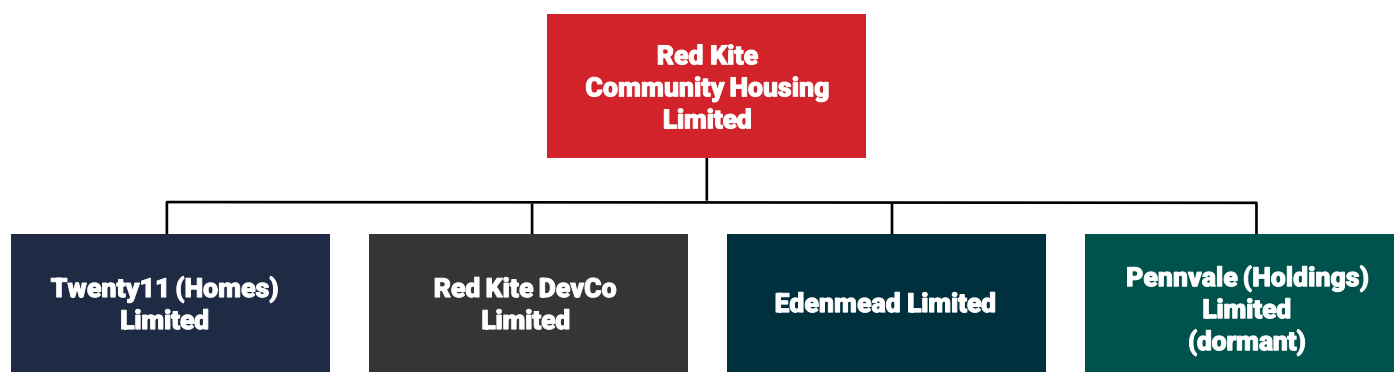 Red Kite
Community Housing
Limited
Twenty11 (Homes)
Limited
Red Kite DevCo
Limited
Edenmead Limited
Pennvale (Holdings)
Limited
(dormant)